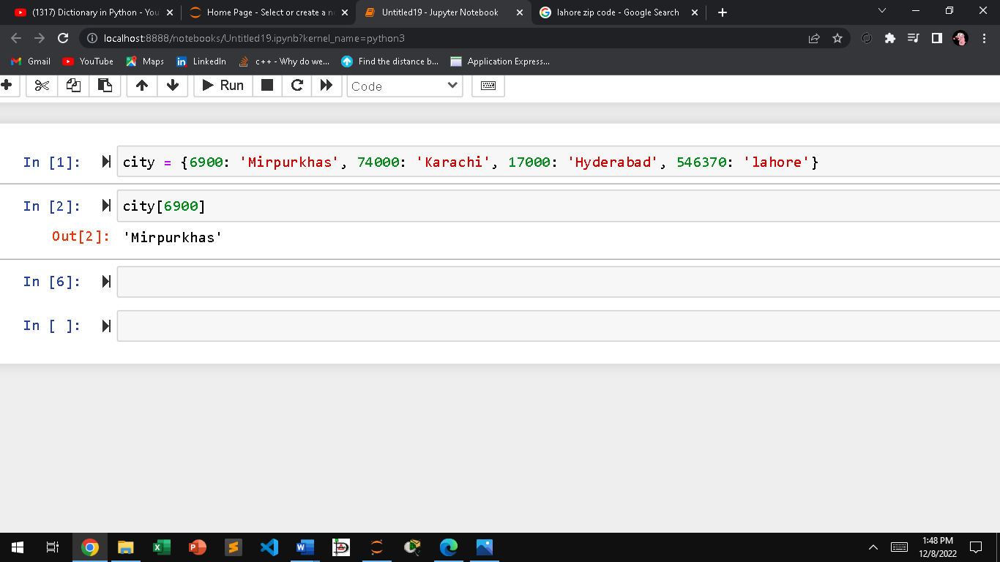 (1317) Dictionary in Python - You
Home Page - Select or create a n
Untitled19 - Jupyter Notebook
lahore zip code - Google Search
localhost:8888/notebooks/Untitled19.ipynb?kernel_name=python3
Gmail YouTube Maps LinkedIn c++ - Why do we... Find the distance b... Application Express...
Run Code
In [1]: city = {6900: 'Mirpurkhas', 74000: 'Karachi', 17000: 'Hyderabad', 546370: 'lahore'}
In [2]: city[6900]
Out[2]: 'Mirpurkhas'
In [6]:
In [ ]:
1:48 PM
12/8/2022